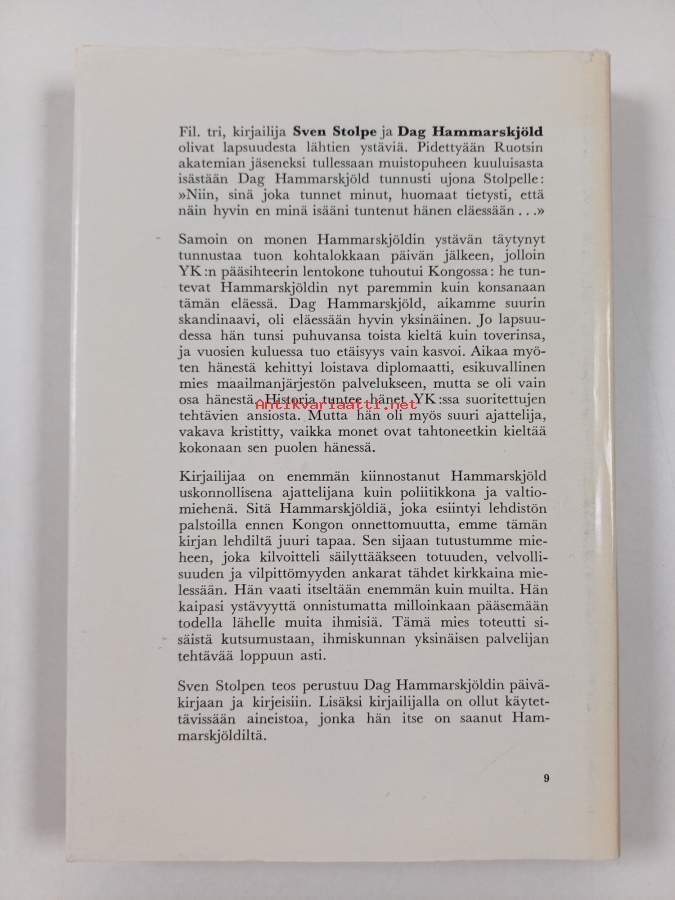 Fil. tri, kirjailija Sven Stolpe ja Dag Hammarskjöld
olivat lapsuudesta lähtien ystäviä. Pidettyään Ruotsin
akatemian jäseneksi tullessaan muistopuheen kuuluisasta
isästään Dag Hammarskjöld tunnusti ujona Stolpelle:
»Niin, sinä joka tunnet minut, huomaat tietysti, että
näin hyvin en minä isääni tuntenut hänen eläessään . . .»
Samoin on monen Hammarskjöldin ystävän täytynyt
tunnustaa tuon kohtalokkaan päivän jälkeen, jolloin
YK:n pääsihteerin lentokone tuhoutui Kongossa: he tun-
tevat Hammarskjöldin nyt paremmin kuin konsanaan
tämän eläessä. Dag Hammarskjöld, aikamme suurin
skandinaavi, oli eläessään hyvin yksinäinen. Jo lapsuu-
dessa hän tunsi puhuvansa toista kieltä kuin toverinsa,
ja vuosien kuluessa tuo etäisyys vain kasvoi. Aikaa myö-
ten hänestä kehittyi loistava diplomaatti, esikuvallinen
mies maailmanjärjestön palvelukseen, mutta se oli vain
osa hänestä. Historia tuntee hänet YK:ssa suoritettujen
Antikvariaatti.net
tehtävien ansiosta. Mutta hän oli myös suuri ajattelija,
vakava kristitty, vaikka monet ovat tahtoneetkin kieltää
kokonaan sen puolen hänessä.
Kirjailijaa on enemmän kiinnostanut Hammarskjöld
uskonnollisena ajattelijana kuin poliitikkona ja valtio-
miehenä. Sitä Hammarskjöldiä, joka esiintyi lehdistön
palstoilla ennen Kongon onnettomuutta, emme tämän
kirjan lehdiltä juuri tapaa. Sen sijaan tutustumme mie-
heen, joka kilvoitteli säilyttääkseen totuuden, velvolli-
suuden ja vilpittömyyden ankarat tähdet kirkkaina mie-
lessään. Hän vaati itseltään enemmän kuin muilta. Hän
kaipasi ystävyyttä onnistumatta milloinkaan pääsemään
todella lähelle muita ihmisiä. Tämä mies toteutti si-
säistä kutsumustaan, ihmiskunnan yksinäisen palvelijan
tehtävää loppuun asti.
Sven Stolpen teos perustuu Dag Hammarskjöldin päivä-
kirjaan ja kirjeisiin. Lisäksi kirjailijalla on ollut käytet-
tävissään aineistoa, jonka hän itse on saanut Ham-
marskjöldiltä.
9